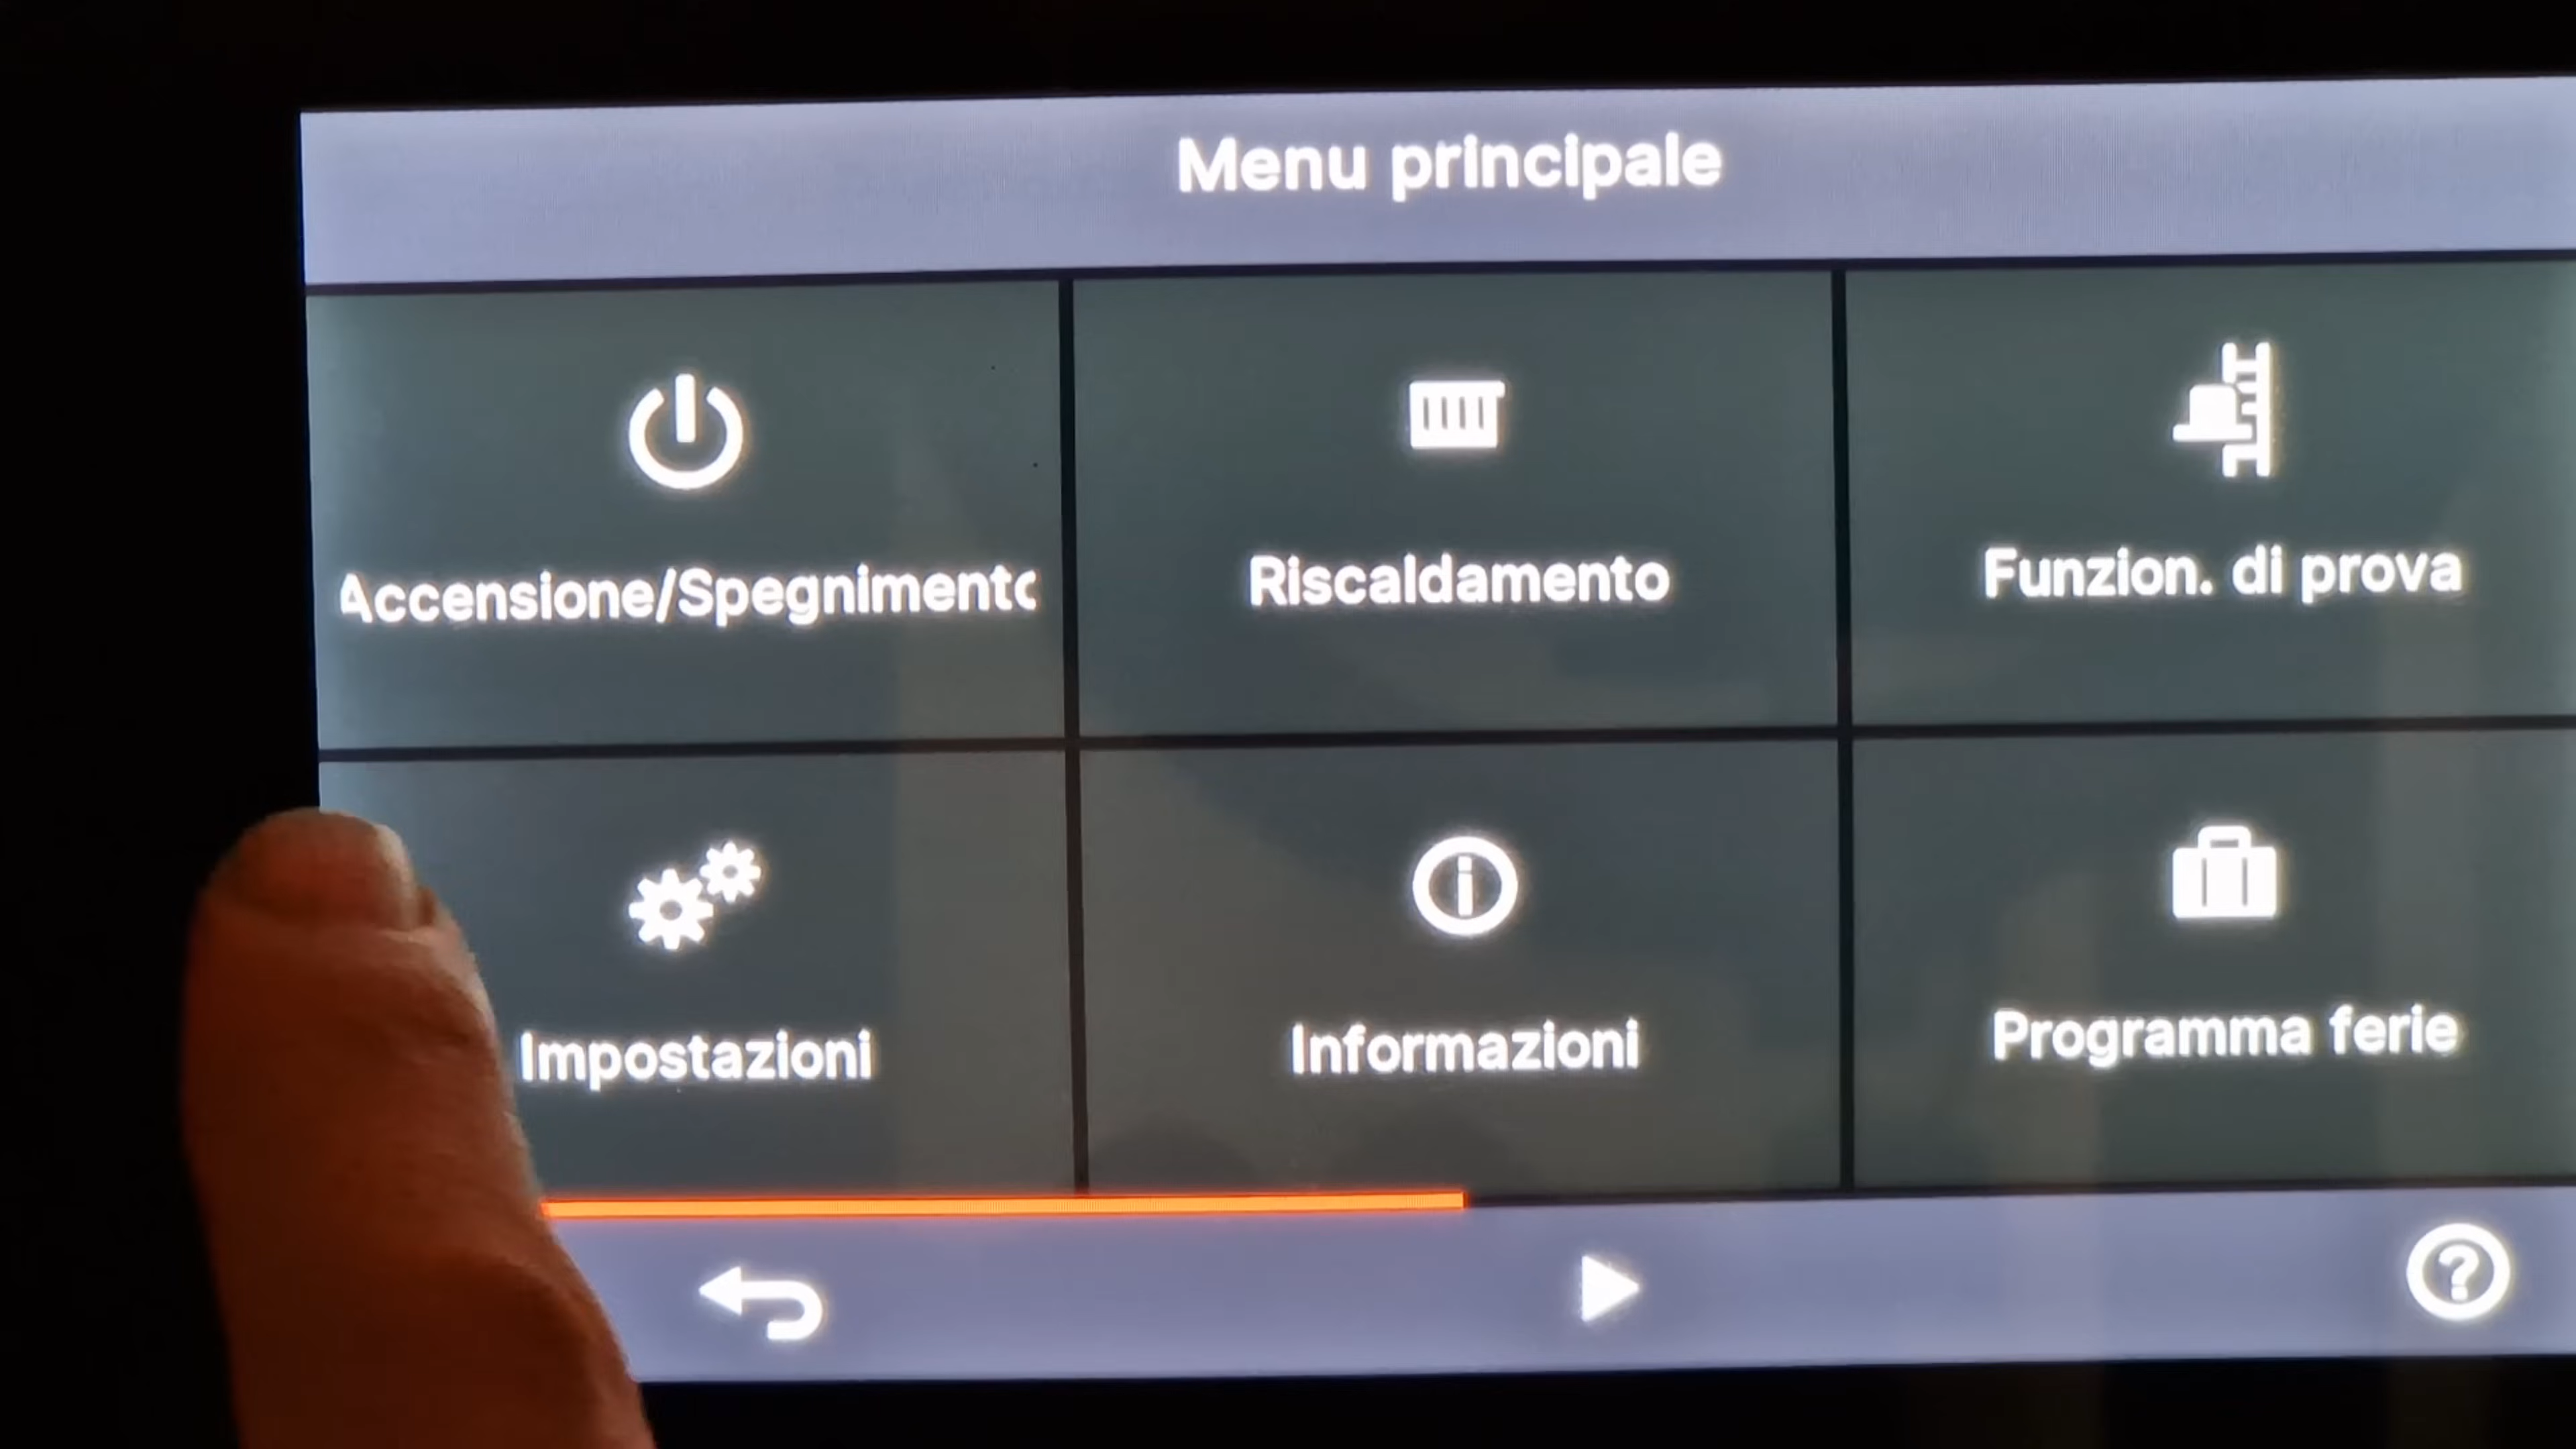 Menu principale
Accensione/Spegnimento
Riscaldamento
Funzion. di prova
Impostazioni
Informazioni
Programma ferie